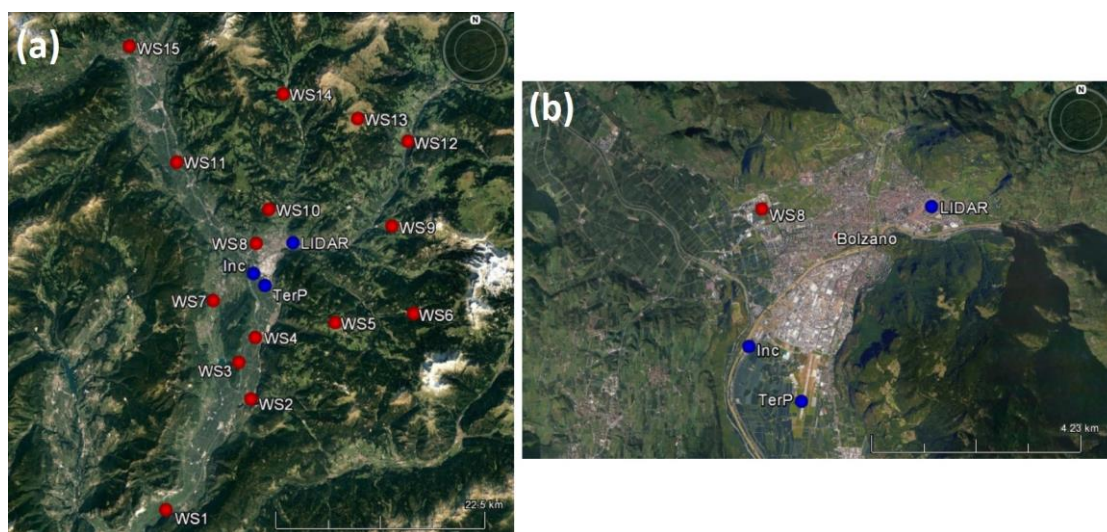 (a)
N
WS15
WS14
WS13
WS12
WS11
WS10
WS9
WS8
LIDAR
Inc
TerP
WS7
WS6
WS5
WS4
WS3
WS2
22.5 km
WS1
(b)
N
WS8
LIDAR
Bolzano
Inc
TerP
4.23 km